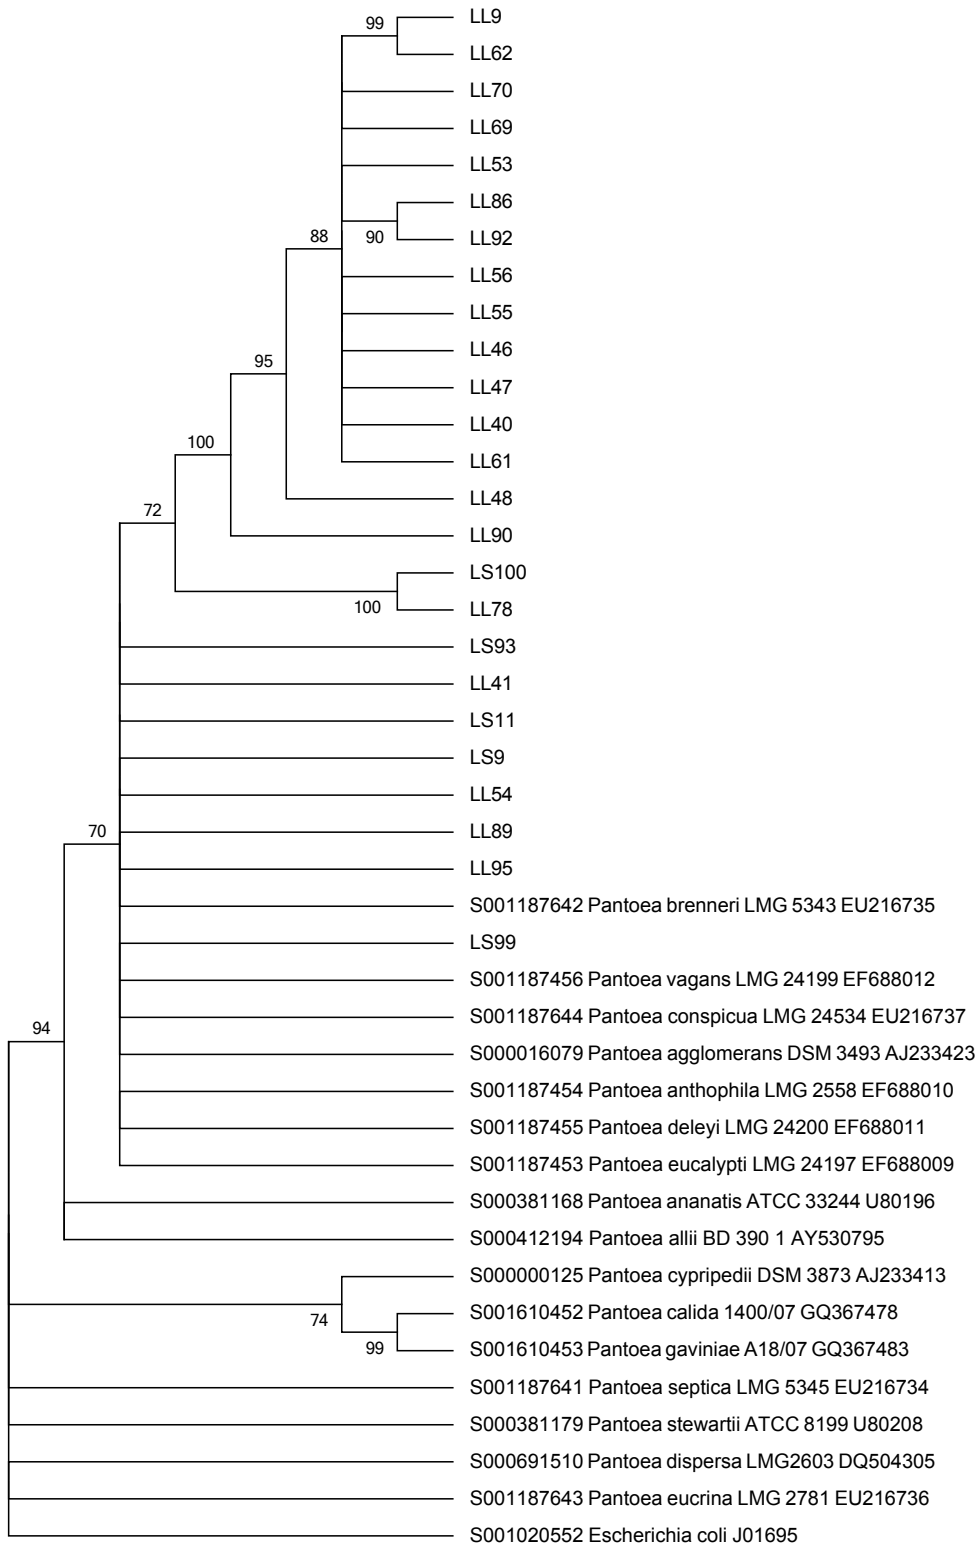 99
LL9
LL62
LL70
LL69
LL53
LL86
88
90
LL92
LL56
LL55
LL46
95
LL47
LL40
100
LL61
LL48
72
LL90
LS100
100
LL78
LS93
LL41
LS11
LS9
LL54
70
LL89
LL95
S001187642 Pantoea brenneri LMG 5343 EU216735
LS99
S001187456 Pantoea vagans LMG 24199 EF688012
S001187644 Pantoea conspicua LMG 24534 EU216737
94
S000016079 Pantoea agglomerans DSM 3493 AJ233423
S001187454 Pantoea anthophila LMG 2558 EF688010
S001187455 Pantoea deleyi LMG 24200 EF688011
S001187453 Pantoea eucalypti LMG 24197 EF688009
S000381168 Pantoea ananatis ATCC 33244 U80196
S000412194 Pantoea allii BD 390 1 AY530795
S000000125 Pantoea cypripedii DSM 3873 AJ233413
74
S001610452 Pantoea calida 1400/07 GQ367478
99
S001610453 Pantoea gaviniae A18/07 GQ367483
S001187641 Pantoea septica LMG 5345 EU216734
S000381179 Pantoea stewartii ATCC 8199 U80208
S000691510 Pantoea dispersa LMG2603 DQ504305
S001187643 Pantoea eucrina LMG 2781 EU216736
S001020552 Escherichia coli J01695